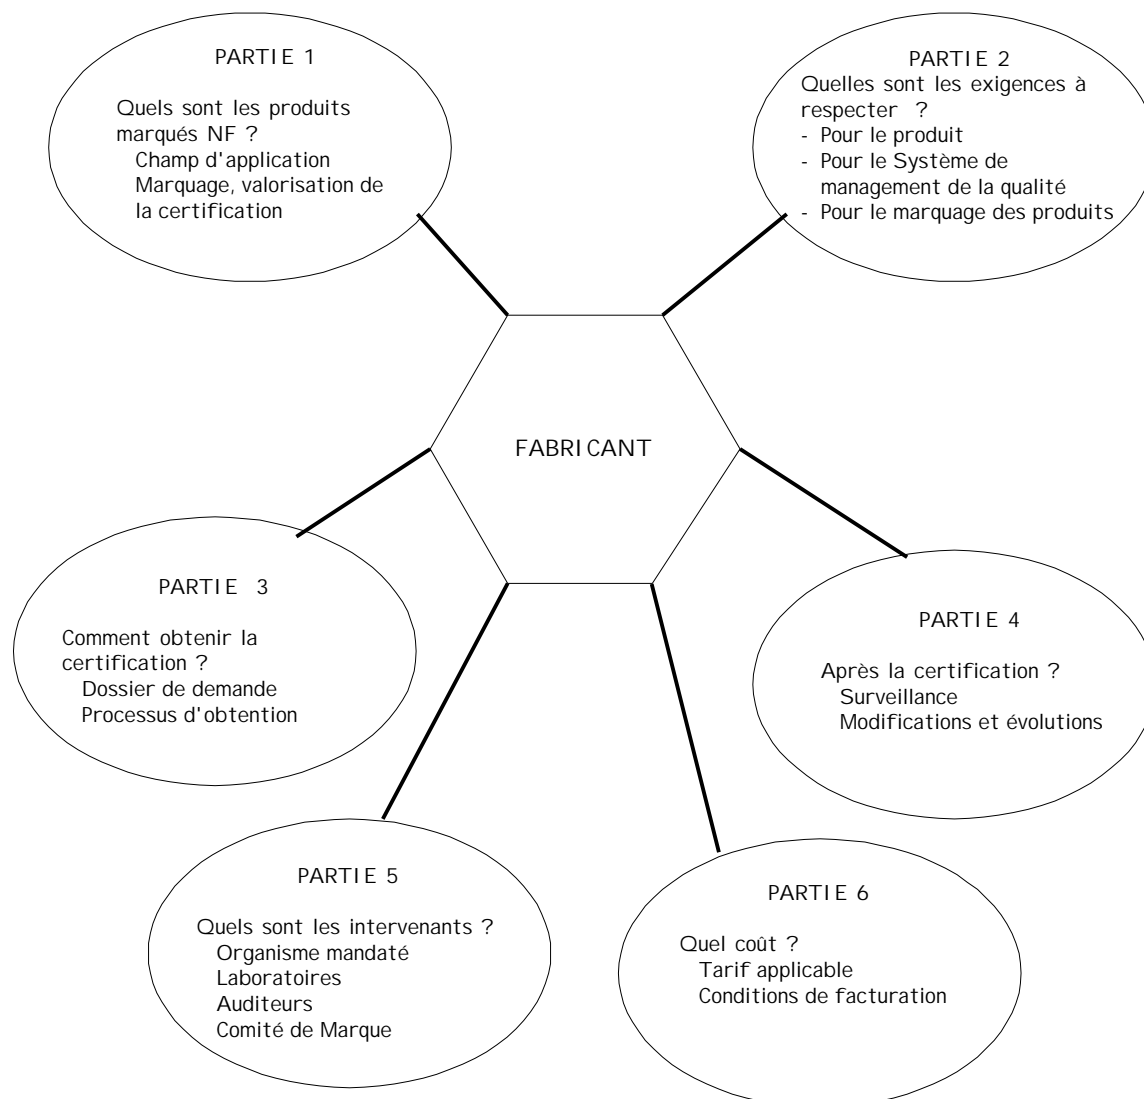 PARTIE 1
Quels sont les produits
marqués NF ?
Champ d'application
Marquage, valorisation de
la certification
PARTIE 2
Quelles sont les exigences à
respecter ?
- Pour le produit
- Pour le Système de
management de la qualité
- Pour le marquage des produits
FABRICANT
PARTIE 3
Comment obtenir la
certification ?
Dossier de demande
Processus d'obtention
PARTIE 4
Après la certification ?
Surveillance
Modifications et évolutions
PARTIE 5
Quels sont les intervenants ?
Organisme mandaté
Laboratoires
Auditeurs
Comité de Marque
PARTIE 6
Quel coût ?
Tarif applicable
Conditions de facturation